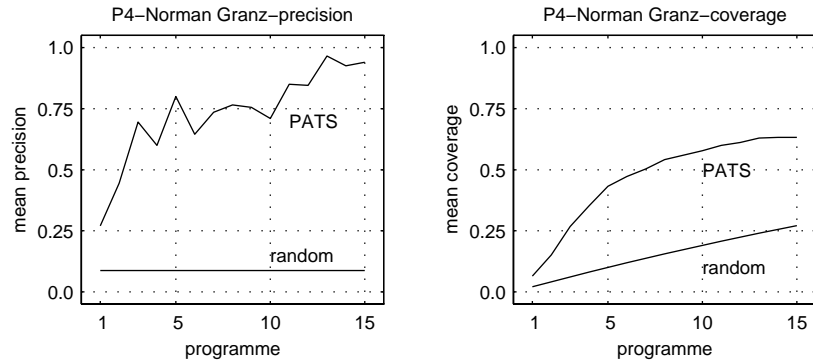 P4−Norman Granz−precision
mean precision
1.0
0.75
0.5
0.25
0.0
PATS
random
1
5
10
15
programme
P4−Norman Granz−coverage
mean coverage
1.0
0.75
0.5
0.25
0.0
PATS
random
1
5
10
15
programme